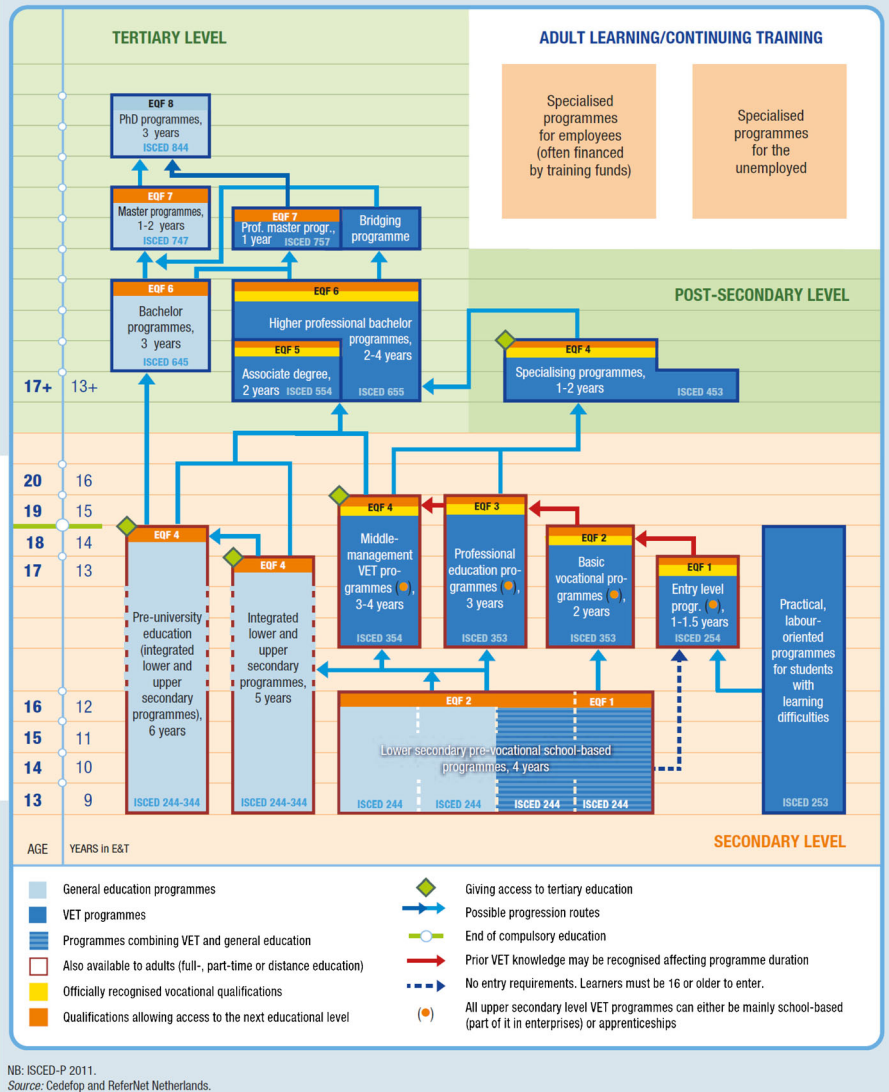 TERTIARY LEVEL
ADULT LEARNING/CONTINUING TRAINING
Specialised
programmes
for employees
(often financed
by training funds)
Specialised
programmes
for the
unemployed
EQF 8
PhD programmes,
3 years
ISCED 844
EQF 7
Master programmes,
1-2 years
ISCED 747
EQF 7
Prof. master progr.,
1 year ISCED 757
Bridging
programme
EQF 6
Bachelor
programmes,
3 years
ISCED 645
EQF 6
Higher professional bachelor
programmes,
2-4 years
ISCED 655
EQF 5
Associate degree,
2 years ISCED 554
POST-SECONDARY LEVEL
EQF 4
Specialising programmes,
1-2 years
ISCED 453
17+ 13+
20 16
19 15
18 14
17 13
16 12
15 11
14 10
13 9
AGE YEARS in E&T
EQF 4
Pre-university
education
(integrated
lower and
upper
secondary
programmes),
6 years
ISCED 244-344
EQF 4
Integrated
lower and
upper
secondary
programmes,
5 years
ISCED 244-344
EQF 4
Middle-
management
VET pro-
grammes ( ),
3-4 years
ISCED 354
EQF 3
Professional
education pro-
grammes ( ),
3 years
ISCED 353
EQF 2
Basic
vocational pro-
grammes ( ),
2 years
ISCED 353
EQF 1
Entry level
progr. ( ),
1-1.5 years
ISCED 254
Practical,
labour-
oriented
programmes
for students
with
learning
difficulties
ISCED 253
EQF 2
EQF 1
Lower secondary pre-vocational school-based
programmes, 4 years
ISCED 244
ISCED 244
ISCED 244
ISCED 244
SECONDARY LEVEL
General education programmes
VET programmes
Programmes combining VET and general education
Also available to adults (full-, part-time or distance education)
Officially recognised vocational qualifications
Qualifications allowing access to the next educational level
Giving access to tertiary education
Possible progression routes
End of compulsory education
Prior VET knowledge may be recognised affecting programme duration
No entry requirements. Learners must be 16 or older to enter.
All upper secondary level VET programmes can either be mainly school-based
(part of it in enterprises) or apprenticeships
NB: ISCED-P 2011.
Source: Cedefop and ReferNet Netherlands.